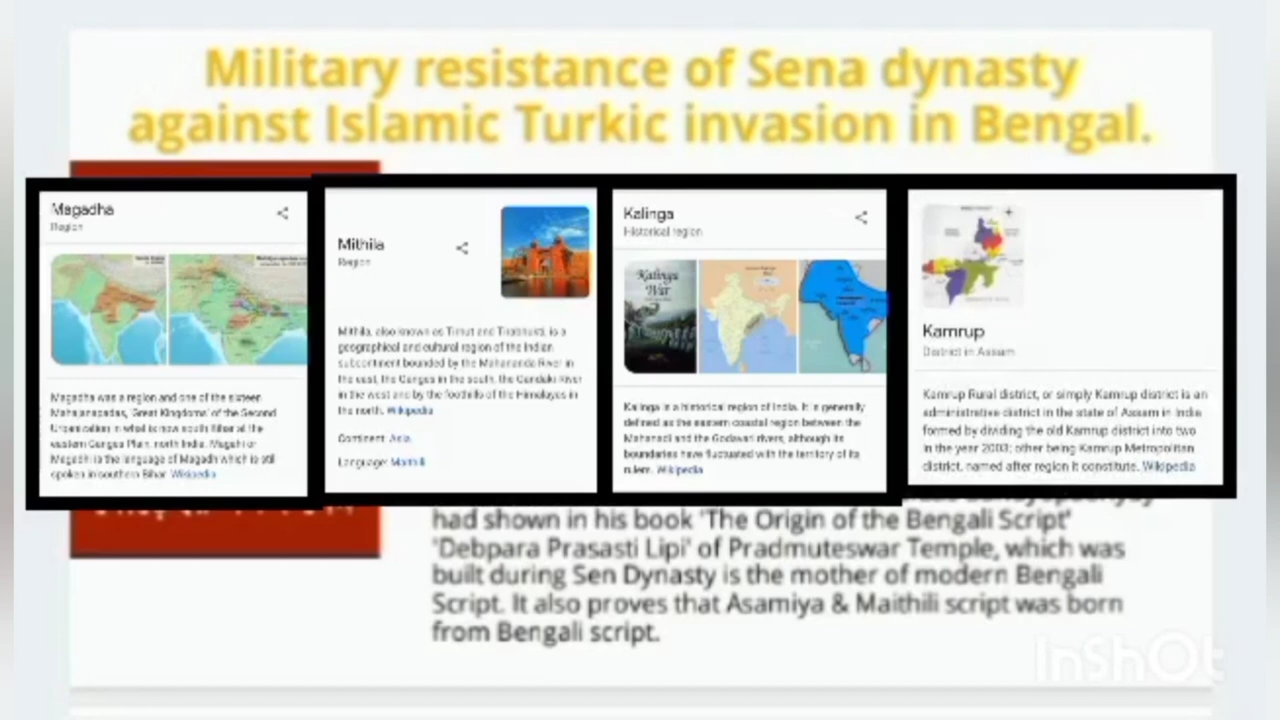 Military resistance of Sena dynasty
against Islamic Turkic invasion in Bengal.
Magadha
Region
Magadha was a region and one of the sixteen
Mahajanapadas, 'Great Kingdoms' of the Second
Urbanization in what is now south Bihar at the
eastern Ganges Plain, north India. Magahi or
Magadhi is the language of Magadh which is still
spoken in southern Bihar. Wikipedia
Mithila
Region
Mithila, also known as Tirhut and Tirabhukti, is a
geographical and cultural region of the Indian
subcontinent bounded by the Mahananda River in
the east, the Ganges in the south, the Gandaki River
in the west and by the foothills of the Himalayas in
the north. Wikipedia
Continent: Asia
Language: Maithili
Kalinga
Historical region
Kalinga
War
Kalinga is a historical region of India. It is generally
defined as the eastern coastal region between the
Mahanadi and the Godavari rivers, although its
boundaries have fluctuated with the territory of its
rulers. Wikipedia
Kamrup
District in Assam
Kamrup Rural district, or simply Kamrup district is an
administrative district in the state of Assam in India
formed by dividing the old Kamrup district into two
in the year 2003; other being Kamrup Metropolitan
district, named after region it constitute. Wikipedia
had shown in his book 'The Origin of the Bengali Script'
'Debpara Prasasti Lipi' of Pradmuteswar Temple, which was
built during Sen Dynasty is the mother of modern Bengali
Script. It also proves that Asamiya & Maithili script was born
from Bengali script.
InShOt